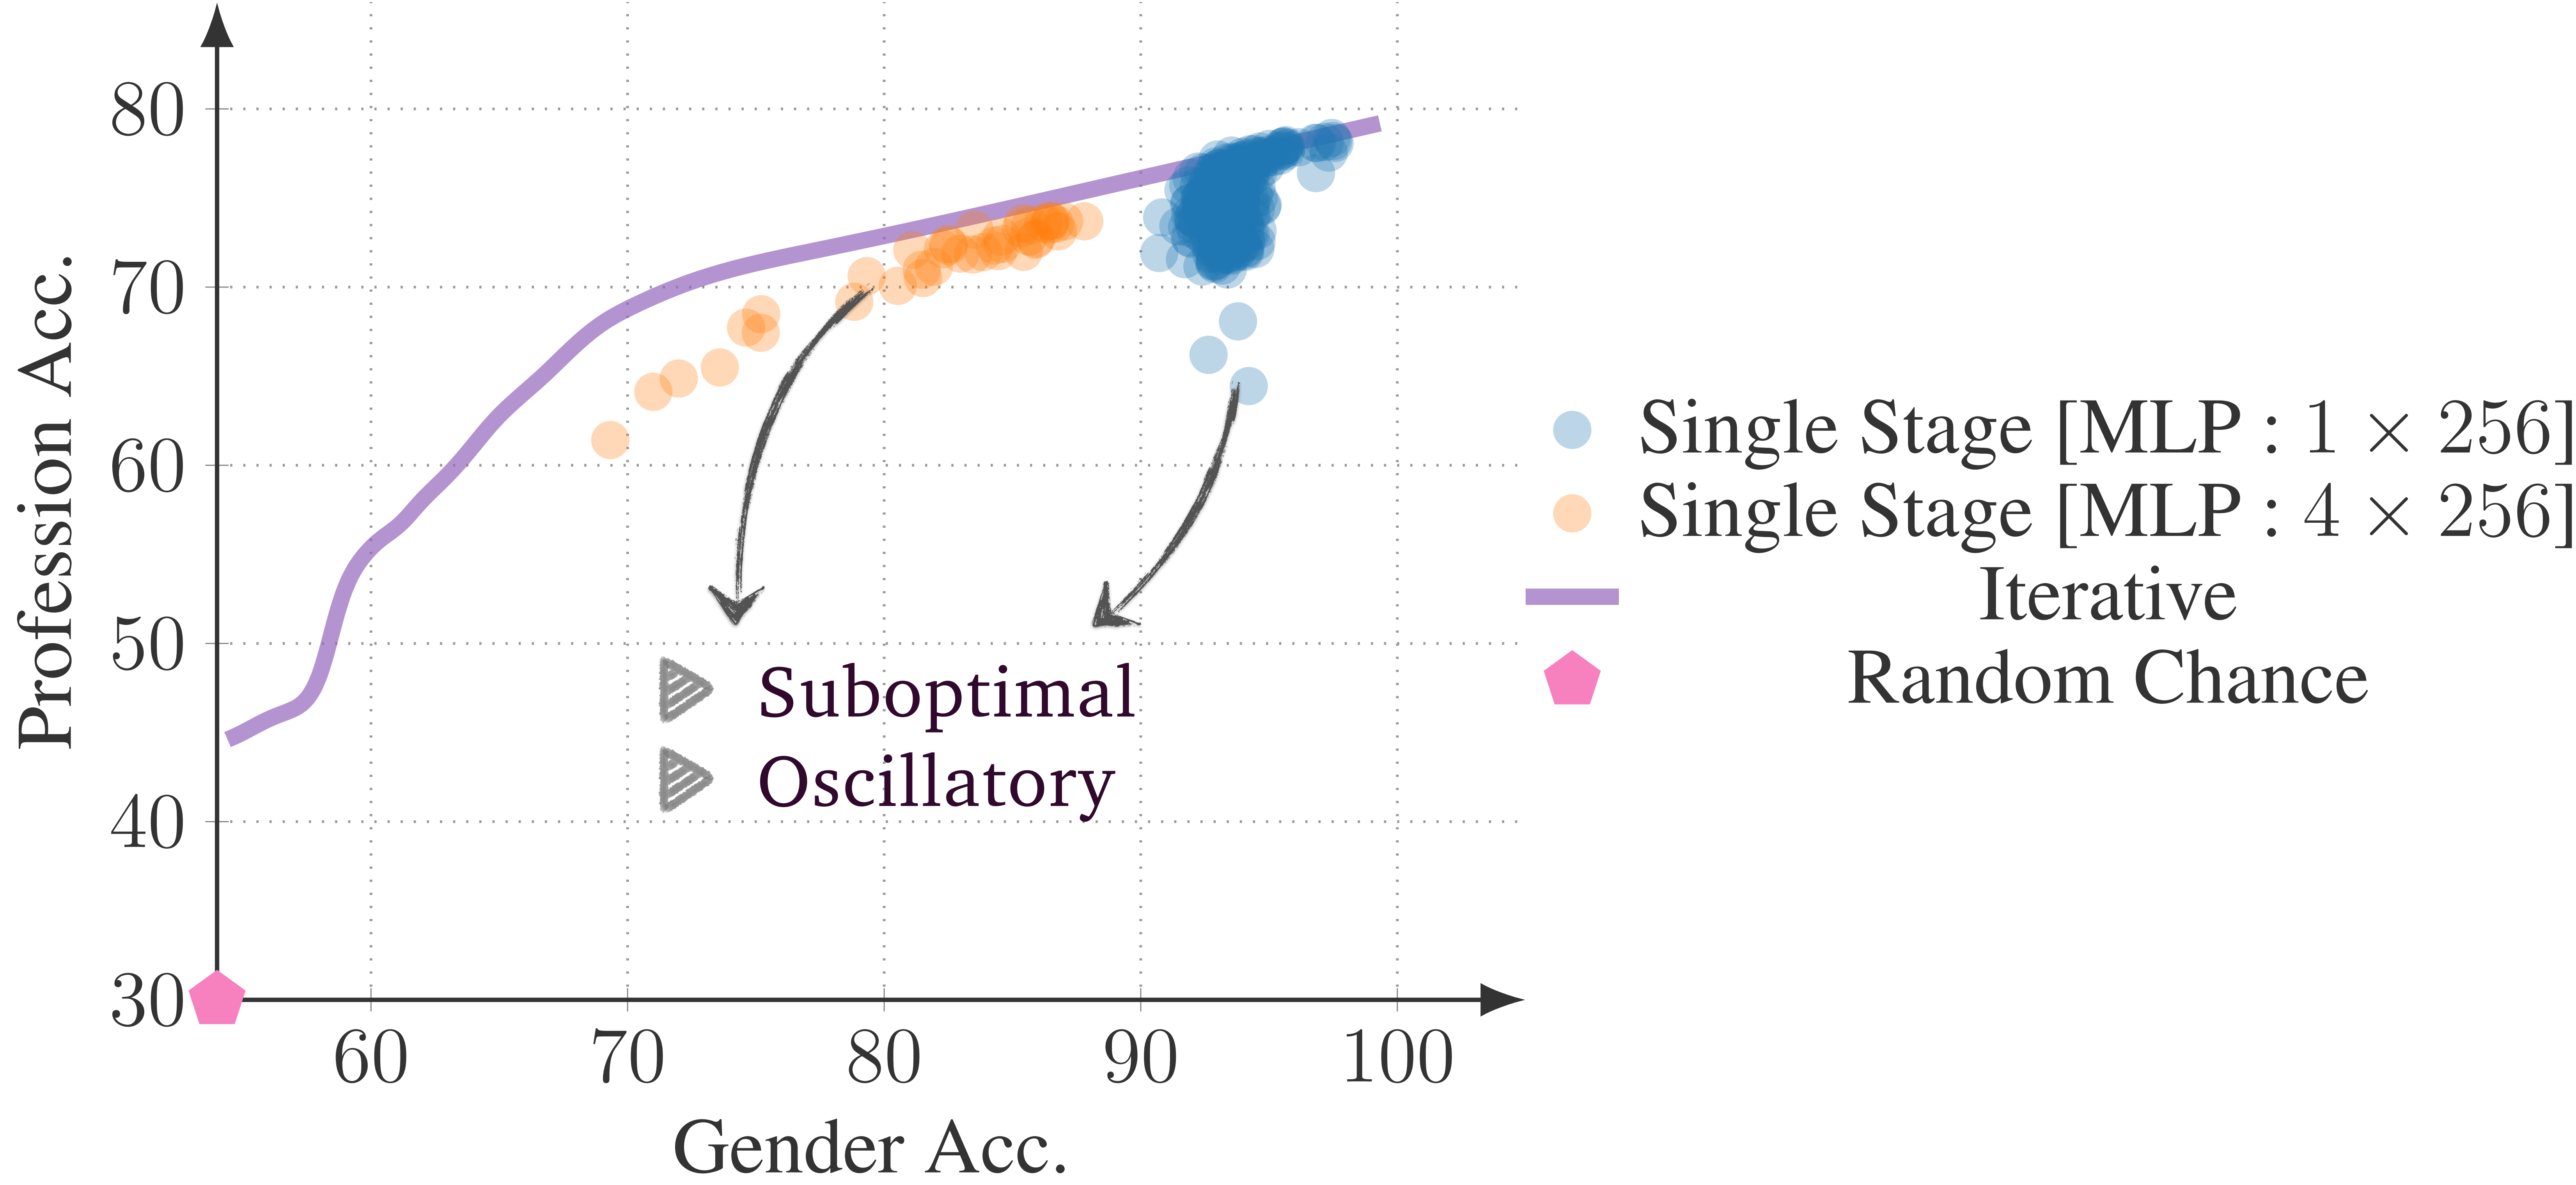 80
70
60
50
40
30
Profession Acc.
60 70 80 90 100
Gender Acc.
Suboptimal
Oscillatory
Single Stage [MLP : 1 × 256]
Single Stage [MLP : 4 × 256]
Iterative
Random Chance